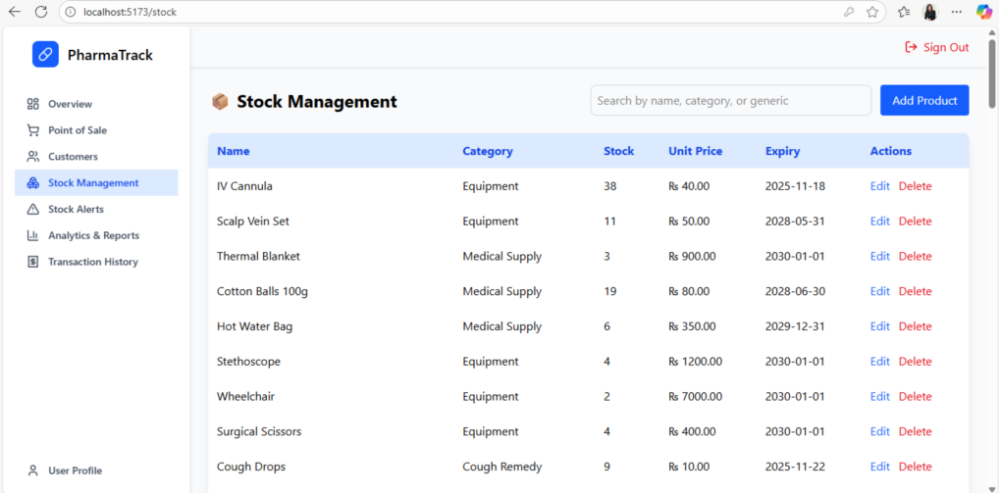 localhost:5173/stock
PharmaTrack
Sign Out
Overview
Point of Sale
Customers
Stock Management
Stock Alerts
Analytics & Reports
Transaction History
User Profile
Stock Management
Search by name, category, or generic
Add Product
Name Category Stock Unit Price Expiry Actions
IV Cannula Equipment 38 ₨ 40.00 2025-11-18 Edit Delete
Scalp Vein Set Equipment 11 ₨ 50.00 2028-05-31 Edit Delete
Thermal Blanket Medical Supply 3 ₨ 900.00 2030-01-01 Edit Delete
Cotton Balls 100g Medical Supply 19 ₨ 80.00 2028-06-30 Edit Delete
Hot Water Bag Medical Supply 6 ₨ 350.00 2029-12-31 Edit Delete
Stethoscope Equipment 4 ₨ 1200.00 2030-01-01 Edit Delete
Wheelchair Equipment 2 ₨ 7000.00 2030-01-01 Edit Delete
Surgical Scissors Equipment 4 ₨ 400.00 2030-01-01 Edit Delete
Cough Drops Cough Remedy 9 ₨ 10.00 2025-11-22 Edit Delete